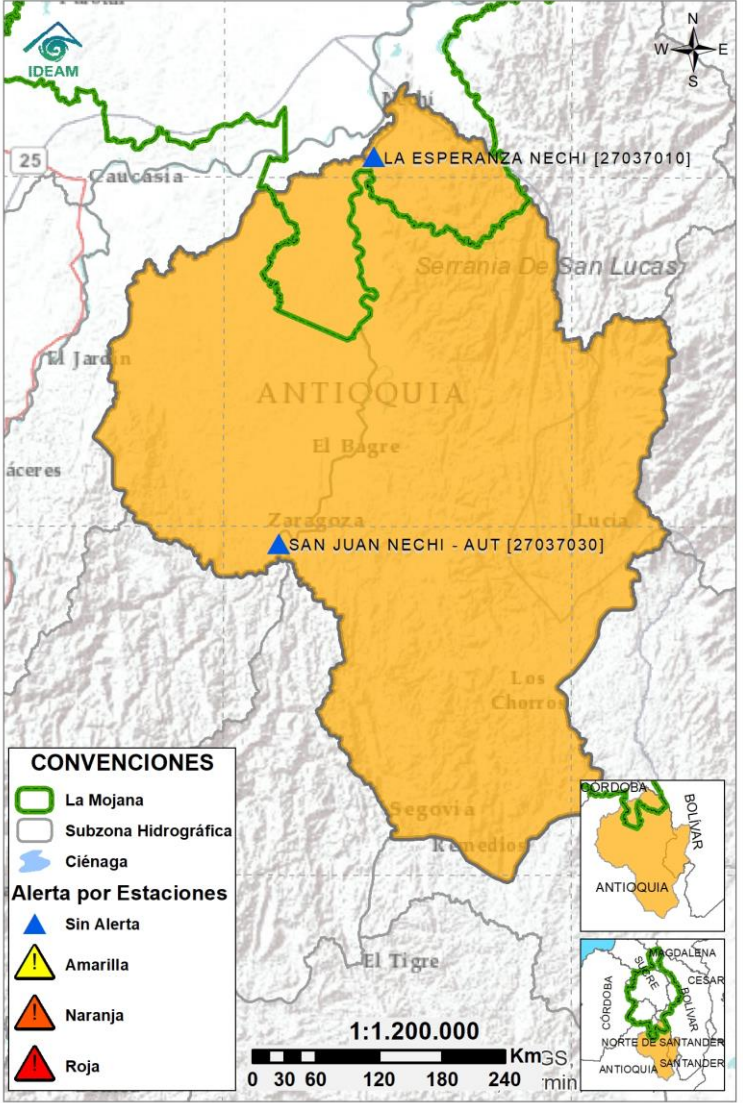 IDEAM
N
W E
S
Nechí
LA ESPERANZA NECHI [27037010]
25
Caucasia
Serranía De San Lucas
El Jardín
ANTIOQUIA
El Bagre
áceres
Zaragoza
Lucía
SAN JUAN NECHI - AUT [27037030]
Los
Chorros
Segovia
Remedios
El Tigre
CONVENCIONES
La Mojana
Subzona Hidrográfica
Ciénaga
Alerta por Estaciones
Sin Alerta
Amarilla
Naranja
Roja
1:1.200.000
Km
0 30 60 120 180 240
GS
min
CÓRDOBA
BOLÍVAR
ANTIOQUIA
MAGDALENA
SUCRE
CESAR
CÓRDOBA
BOLÍVAR
NORTE DE SANTANDER
ANTIOQUIA
SANTANDER